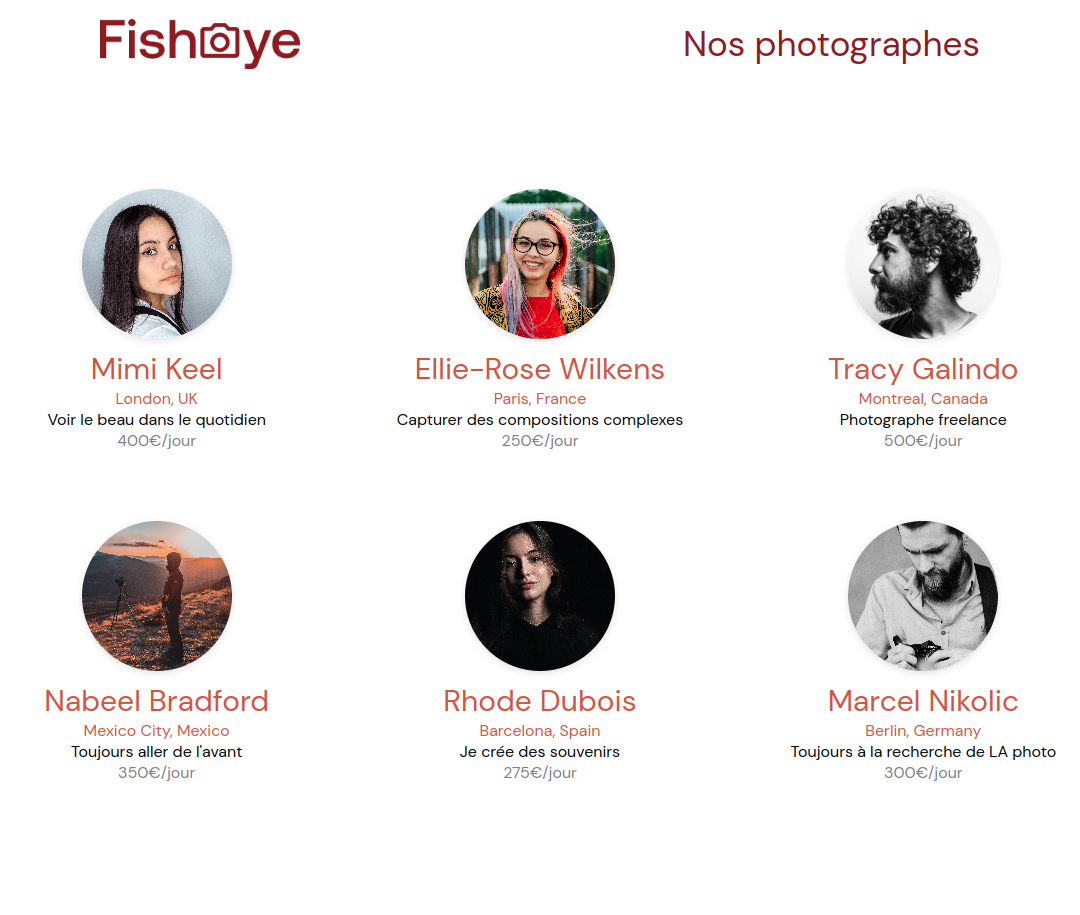 Fisheye
Nos photographes
Mimi Keel
London, UK
Voir le beau dans le quotidien
400€/jour
Ellie-Rose Wilkens
Paris, France
Capturer des compositions complexes
250€/jour
Tracy Galindo
Montreal, Canada
Photographe freelance
500€/jour
Nabeel Bradford
Mexico City, Mexico
Toujours aller de l'avant
350€/jour
Rhode Dubois
Barcelona, Spain
Je crée des souvenirs
275€/jour
Marcel Nikolic
Berlin, Germany
Toujours à la recherche de LA photo
300€/jour